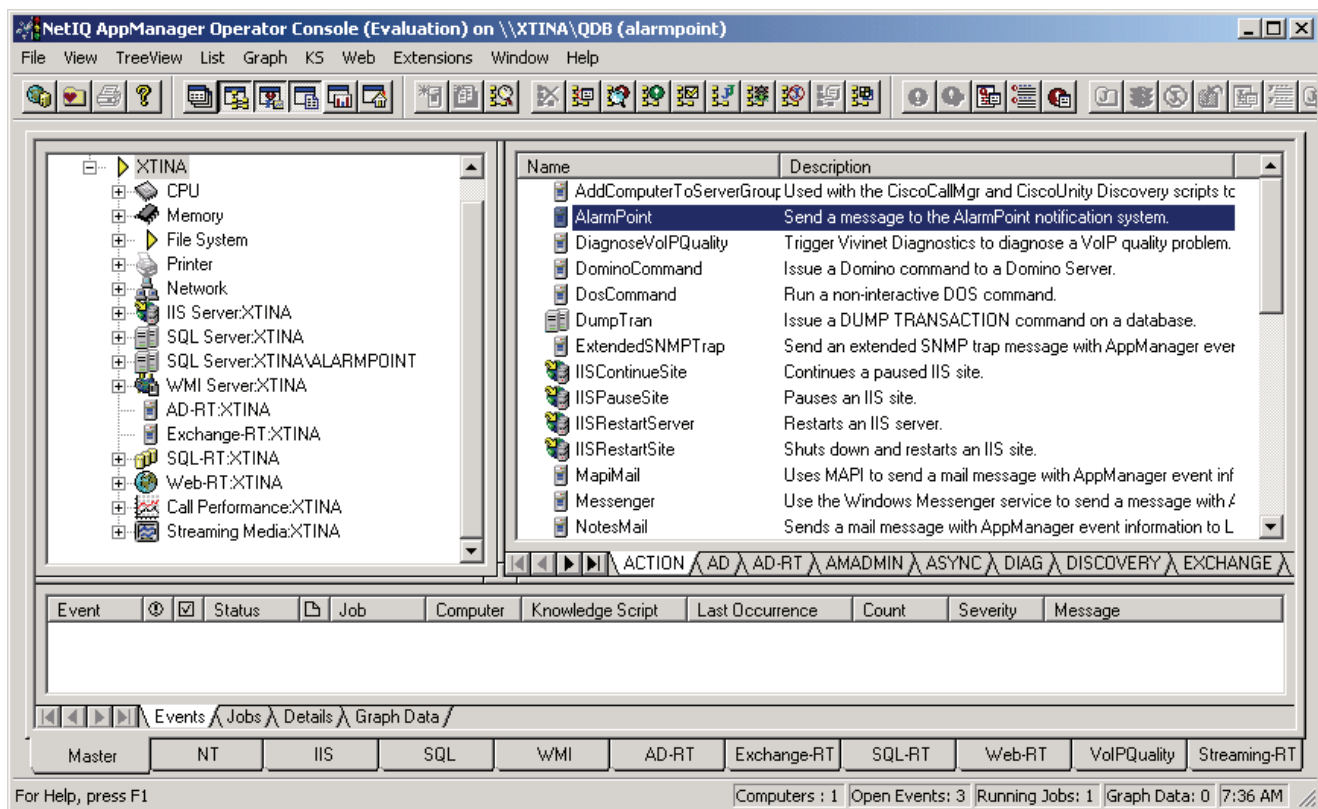 NetIQ AppManager Operator Console (Evaluation) on \\XTINA\QDB (alarmpoint)
File View TreeView List Graph KS Web Extensions Window Help
XTINA
CPU
Memory
File System
Printer
Network
IIS Server:XTINA
SQL Server:XTINA
SQL Server:XTINA\ALARMPOINT
WMI Server:XTINA
AD-RT:XTINA
Exchange-RT:XTINA
SQL-RT:XTINA
Web-RT:XTINA
Call Performance:XTINA
Streaming Media:XTINA
Name Description
AddComputerToServerGroup Used with the CiscoCallMgr and CiscoUnity Discovery scripts to
AlarmPoint Send a message to the AlarmPoint notification system.
DiagnoseVoIPQuality Trigger Vivinet Diagnostics to diagnose a VoIP quality problem.
DominoCommand Issue a Domino command to a Domino Server.
DosCommand Run a non-interactive DOS command.
DumpTran Issue a DUMP TRANSACTION command on a database.
ExtendedSNMPTrap Send an extended SNMP trap message with AppManager ever
IISContinueSite Continues a paused IIS site.
IISPauseSite Pauses an IIS site.
IISRestartServer Restarts an IIS server.
IISRestartSite Shuts down and restarts an IIS site.
MapiMail Uses MAPI to send a mail message with AppManager event inf
Messenger Use the Windows Messenger service to send a message with A
NotesMail Sends a mail message with AppManager event information to L
ACTION AD AD-RT AMADMIN ASYNC DIAG DISCOVERY EXCHANGE
Event Status Job Computer Knowledge Script Last Occurrence Count Severity Message
Events Jobs Details Graph Data
Master NT IIS SQL WMI AD-RT Exchange-RT SQL-RT Web-RT VoIPQuality Streaming-RT
For Help, press F1 Computers : 1 Open Events: 3 Running Jobs: 1 Graph Data: 0 7:36 AM